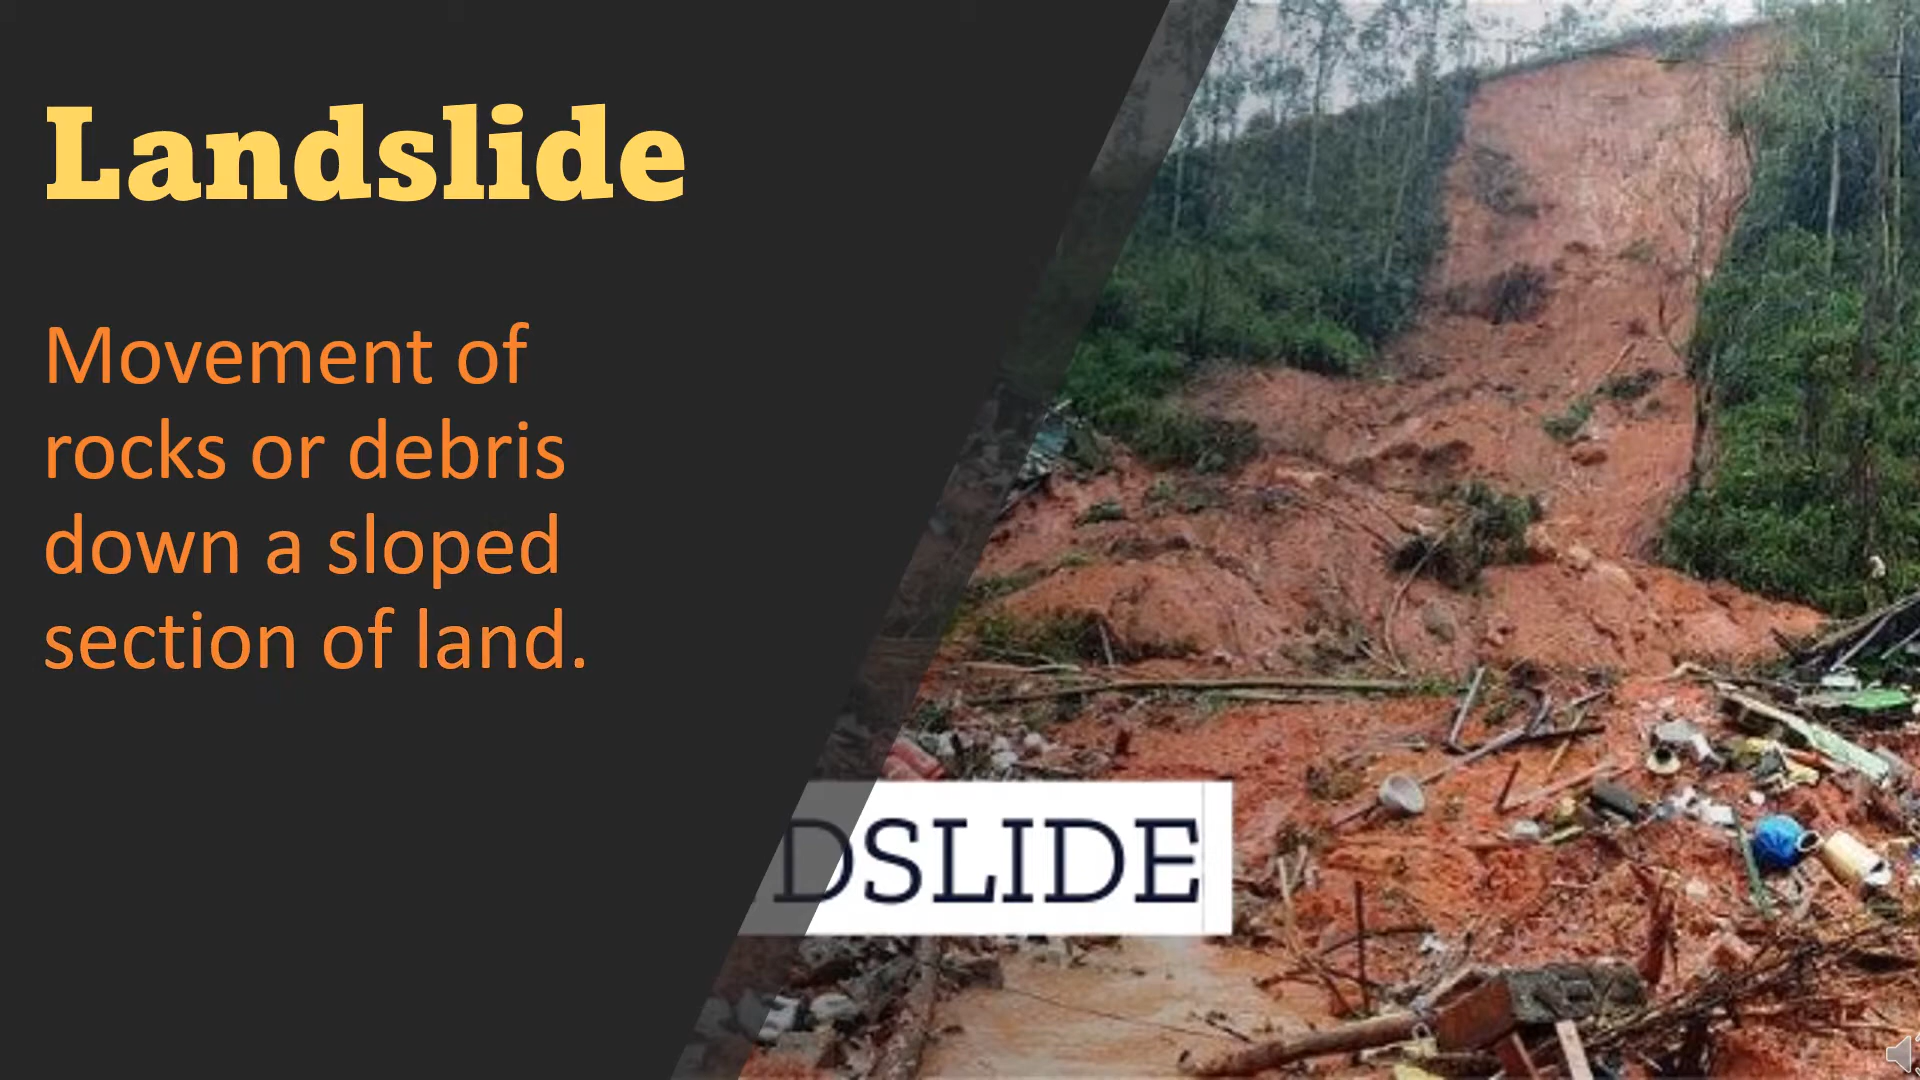 Landslide
Movement of
rocks or debris
down a sloped
section of land.
DSLIDE